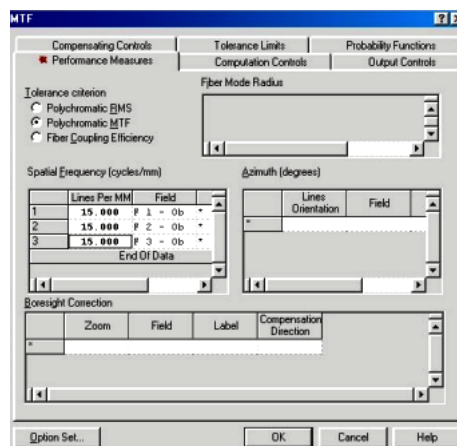 MTF
Compensating Controls Tolerance Limits Probability Functions
Performance Measures Computation Controls Output Controls
Tolerance criterion
Polychromatic RMS
Polychromatic MTF
Fiber Coupling Efficiency
Fiber Mode Radius
Spatial Frequency (cycles/mm)
Lines Per MM Field
1 15.000 F 1 - Ob
2 15.000 F 2 - Ob
3 15.000 F 3 - Ob
End Of Data
Azimuth (degrees)
Lines Orientation Field
*
Boresight Correction
Zoom Field Label Compensation Direction
*
Option Set... OK Cancel Help